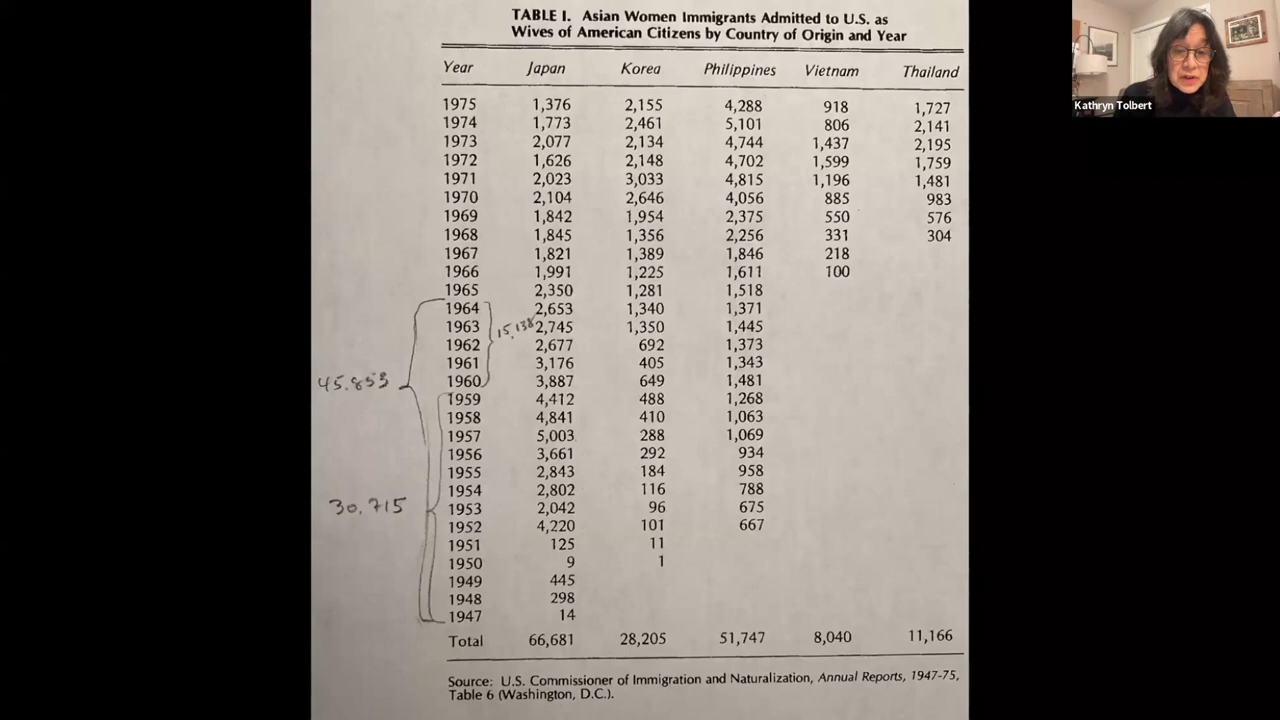 TABLE I. Asian Women Immigrants Admitted to U.S. as
Wives of American Citizens by Country of Origin and Year
Year Japan Korea Philippines Vietnam Thailand
1975 1,376 2,155 4,288 918 1,727
1974 1,773 2,461 5,101 806 2,141
1973 2,077 2,134 4,744 1,437 2,195
1972 1,626 2,148 4,702 1,599 1,759
1971 2,023 3,033 4,815 1,196 1,481
1970 2,104 2,646 4,056 885 983
1969 1,842 1,954 2,375 550 576
1968 1,845 1,356 2,256 331 304
1967 1,821 1,389 1,846 218
1966 1,991 1,225 1,611 100
1965 2,350 1,281 1,518
1964 2,653 1,340 1,371
1963 15,138 2,745 1,350 1,445
1962 2,677 692 1,373
1961 3,176 405 1,343
45.853 1960 3,887 649 1,481
1959 4,412 488 1,268
1958 4,841 410 1,063
1957 5,003 288 1,069
1956 3,661 292 934
1955 2,843 184 958
1954 2,802 116 788
30.715 1953 2,042 96 675
1952 4,220 101 667
1951 125 11
1950 9 1
1949 445
1948 298
1947 14
Total 66,681 28,205 51,747 8,040 11,166
Source: U.S. Commissioner of Immigration and Naturalization, Annual Reports, 1947-75,
Table 6 (Washington, D.C.).
Kathryn Tolbert